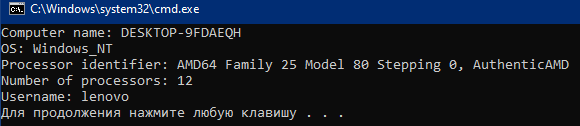 C:\Windows\system32\cmd.exe
Computer name: DESKTOP-9FDAEQH
OS: Windows_NT
Processor identifier: AMD64 Family 25 Model 80 Stepping 0, AuthenticAMD
Number of processors: 12
Username: lenovo
Для продолжения нажмите любую клавишу . . .